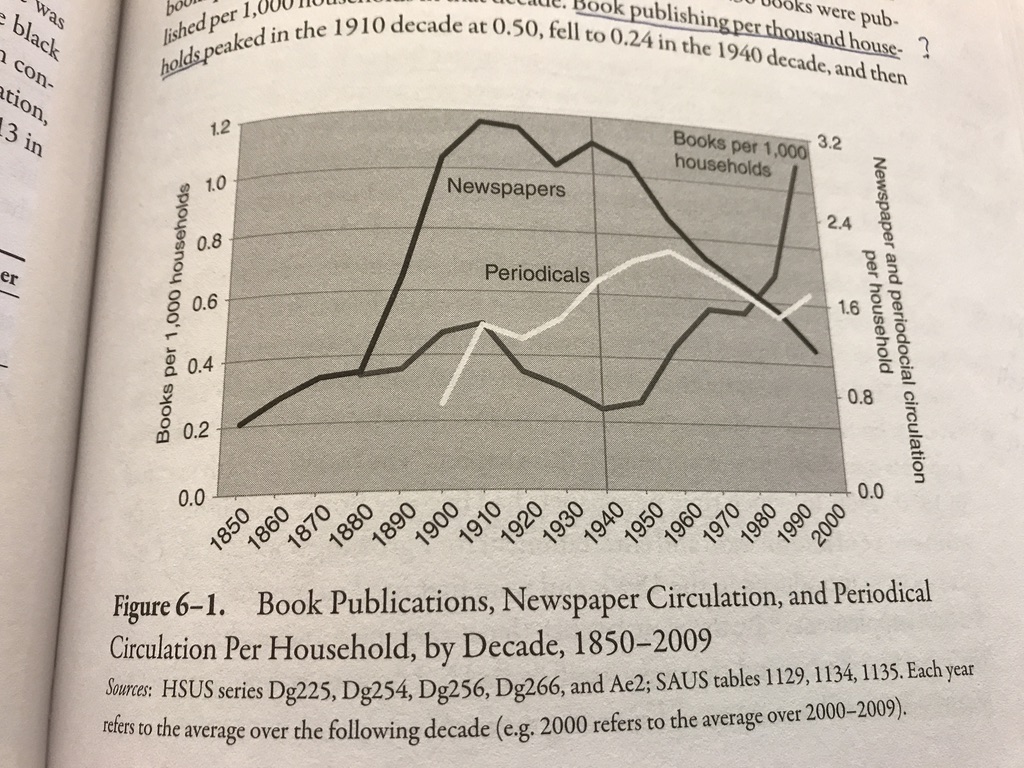 was
black
con-
ation,
13 in
er
books were pub-
lished per 1,000 decade. Book publishing per thousand house-
?
holds peaked in the 1910 decade at 0.50, fell to 0.24 in the 1940 decade, and then
1.2
1.0
0.8
0.6
0.4
0.2
0.0
Books per 1,000 households
Newspapers
Periodicals
Books per 1,000
households
3.2
2.4
1.6
0.8
0.0
Newspaper and periodocial circulation
per household
1850
1860
1870
1880
1890
1900
1910
1920
1930
1940
1950
1960
1970
1980
1990
2000
Figure 6–1. Book Publications, Newspaper Circulation, and Periodical
Circulation Per Household, by Decade, 1850–2009
Sources: HSUS series Dg225, Dg254, Dg256, Dg266, and Ae2; SAUS tables 1129, 1134, 1135. Each year
refers to the average over the following decade (e.g. 2000 refers to the average over 2000–2009).